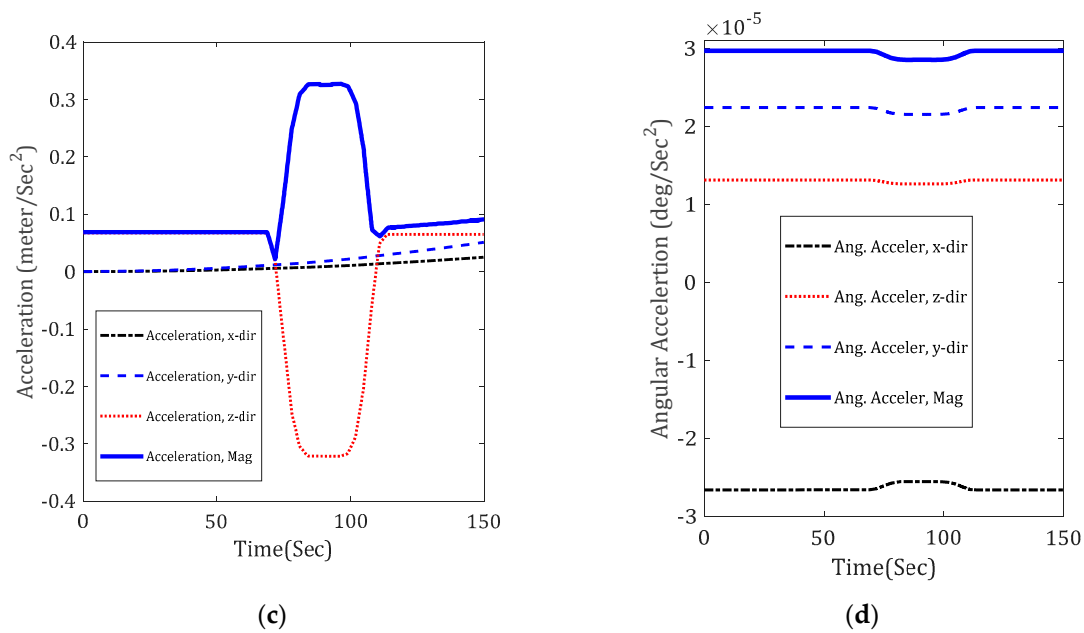 0.4
0.3
0.2
0.1
0
-0.1
-0.2
-0.3
-0.4
Acceleration (meter/Sec²)
Acceleration, x-dir
Acceleration, y-dir
Acceleration, z-dir
Acceleration, Mag
0
50
100
150
Time(Sec)
(c)
×10⁻⁵
3
2
1
0
-1
-2
-3
Angular Accelertion (deg/Sec²)
Ang. Acceler, x-dir
Ang. Acceler, z-dir
Ang. Acceler, y-dir
Ang. Acceler, Mag
0
50
100
150
Time(Sec)
(d)